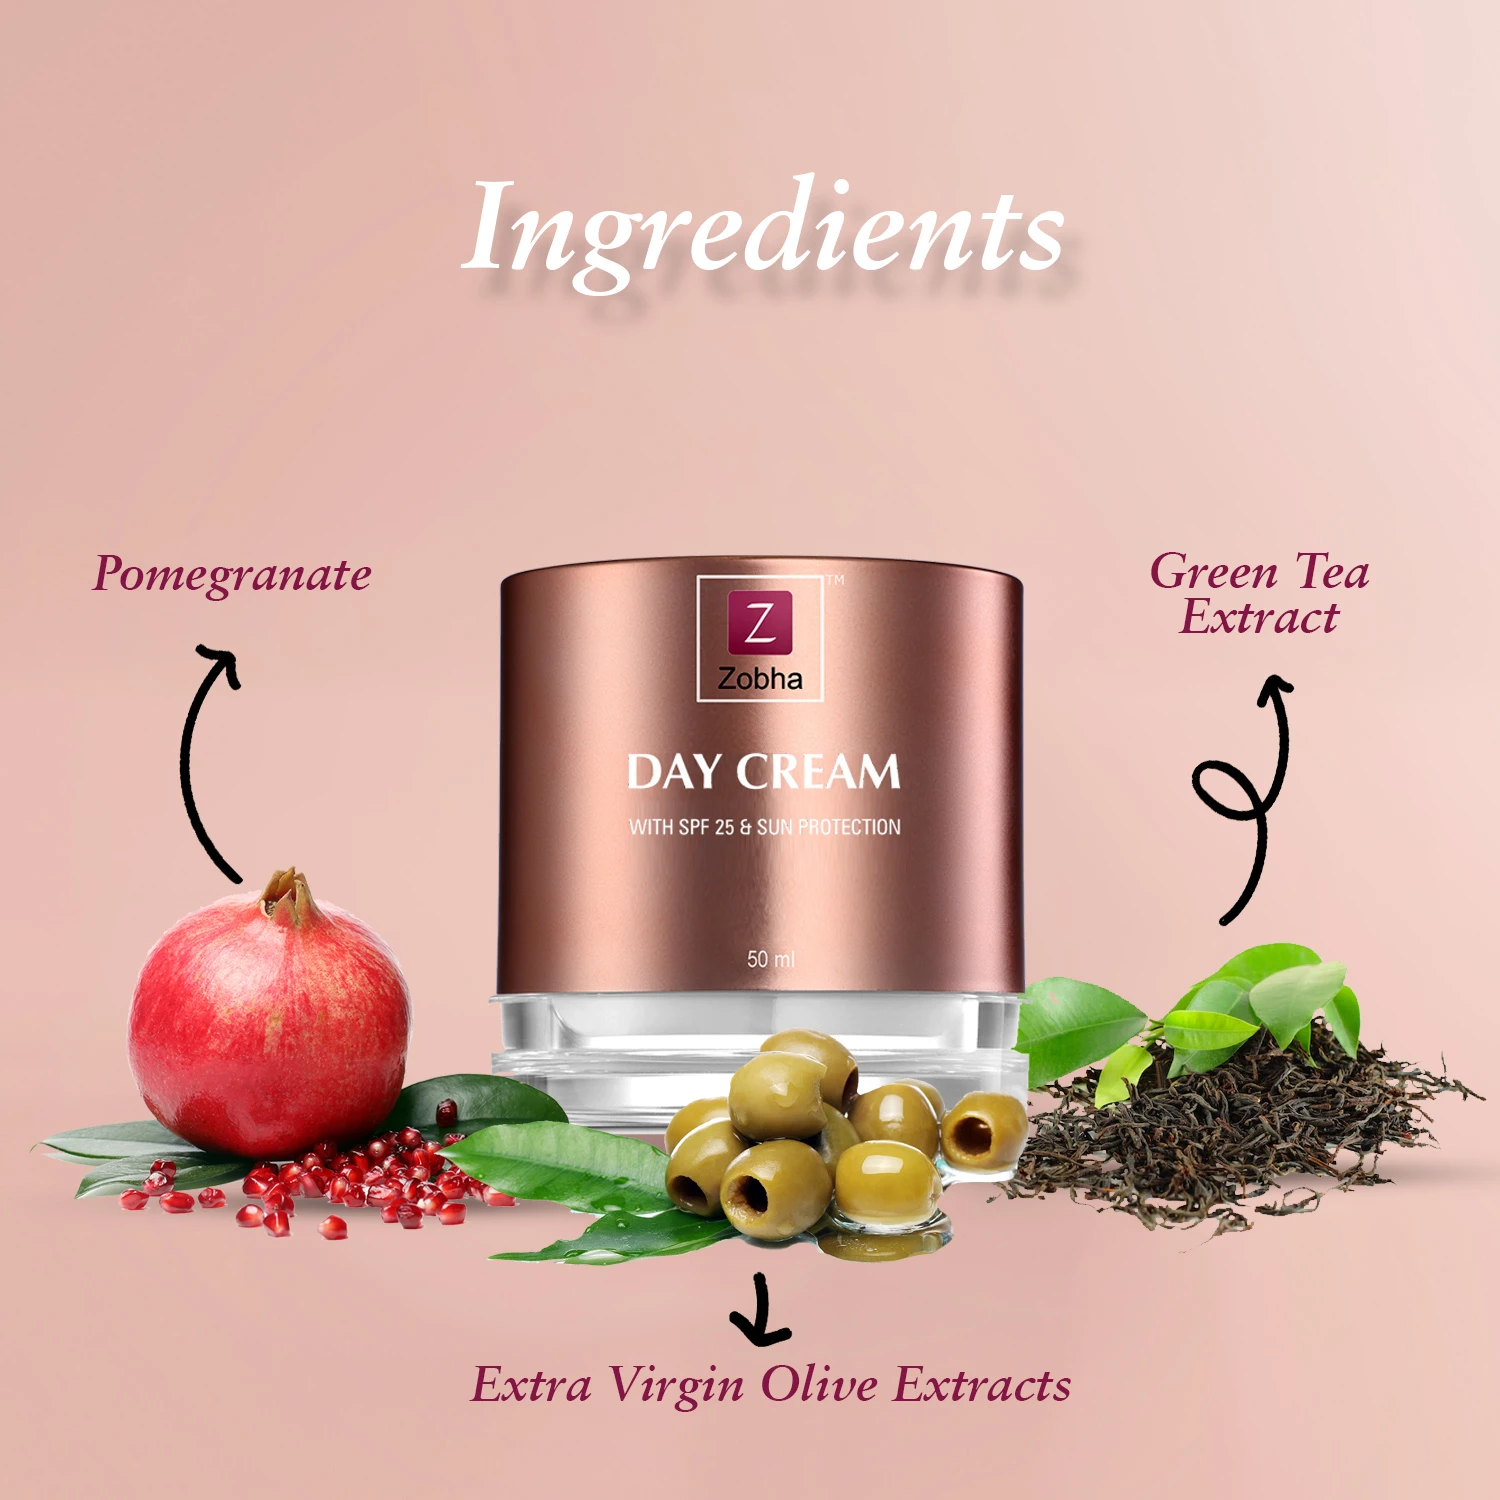 Ingredients
Pomegranate
Green Tea
Extract
TM
Z
Zobha
DAY CREAM
WITH SPF 25 & SUN PROTECTION
50 ml
Extra Virgin Olive Extracts